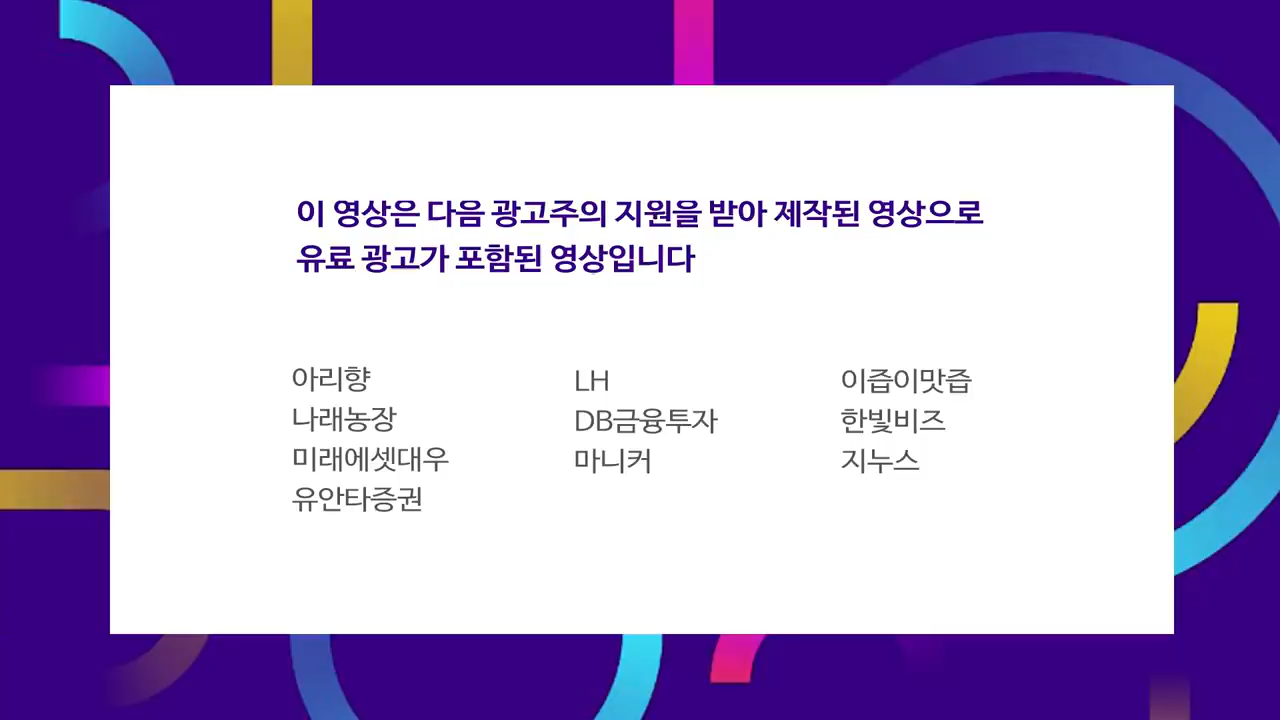 이 영상은 다음 광고주의 지원을 받아 제작된 영상으로
유료 광고가 포함된 영상입니다
아리향
나래농장
미래에셋대우
유안타증권
LH
DB금융투자
마니커
이즙이맛즙
한빛비즈
지누스